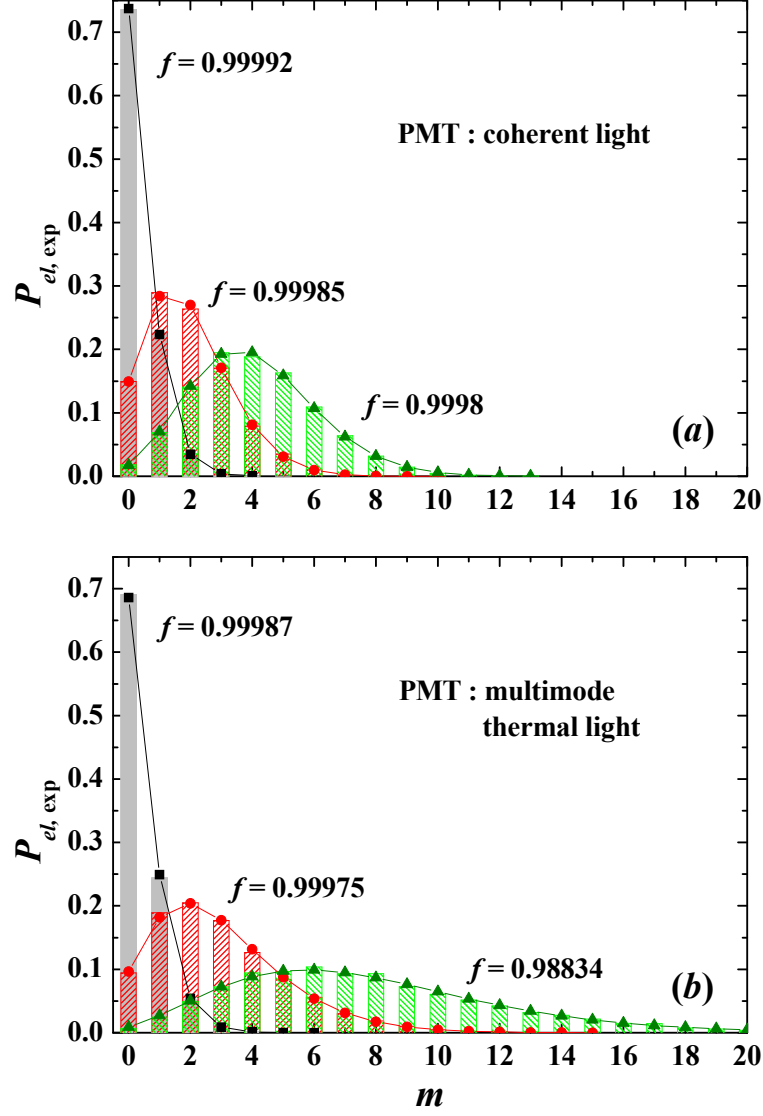 0.7
f = 0.99992
0.6
PMT : coherent light
0.5
0.4
P el, exp
0.3
f = 0.99985
0.2
f = 0.9998
0.1
(a)
0.0
0 2 4 6 8 10 12 14 16 18 20
0.7
f = 0.99987
0.6
PMT : multimode
thermal light
0.5
0.4
P el, exp
0.3
f = 0.99975
0.2
f = 0.98834
0.1
(b)
0.0
0 2 4 6 8 10 12 14 16 18 20
m